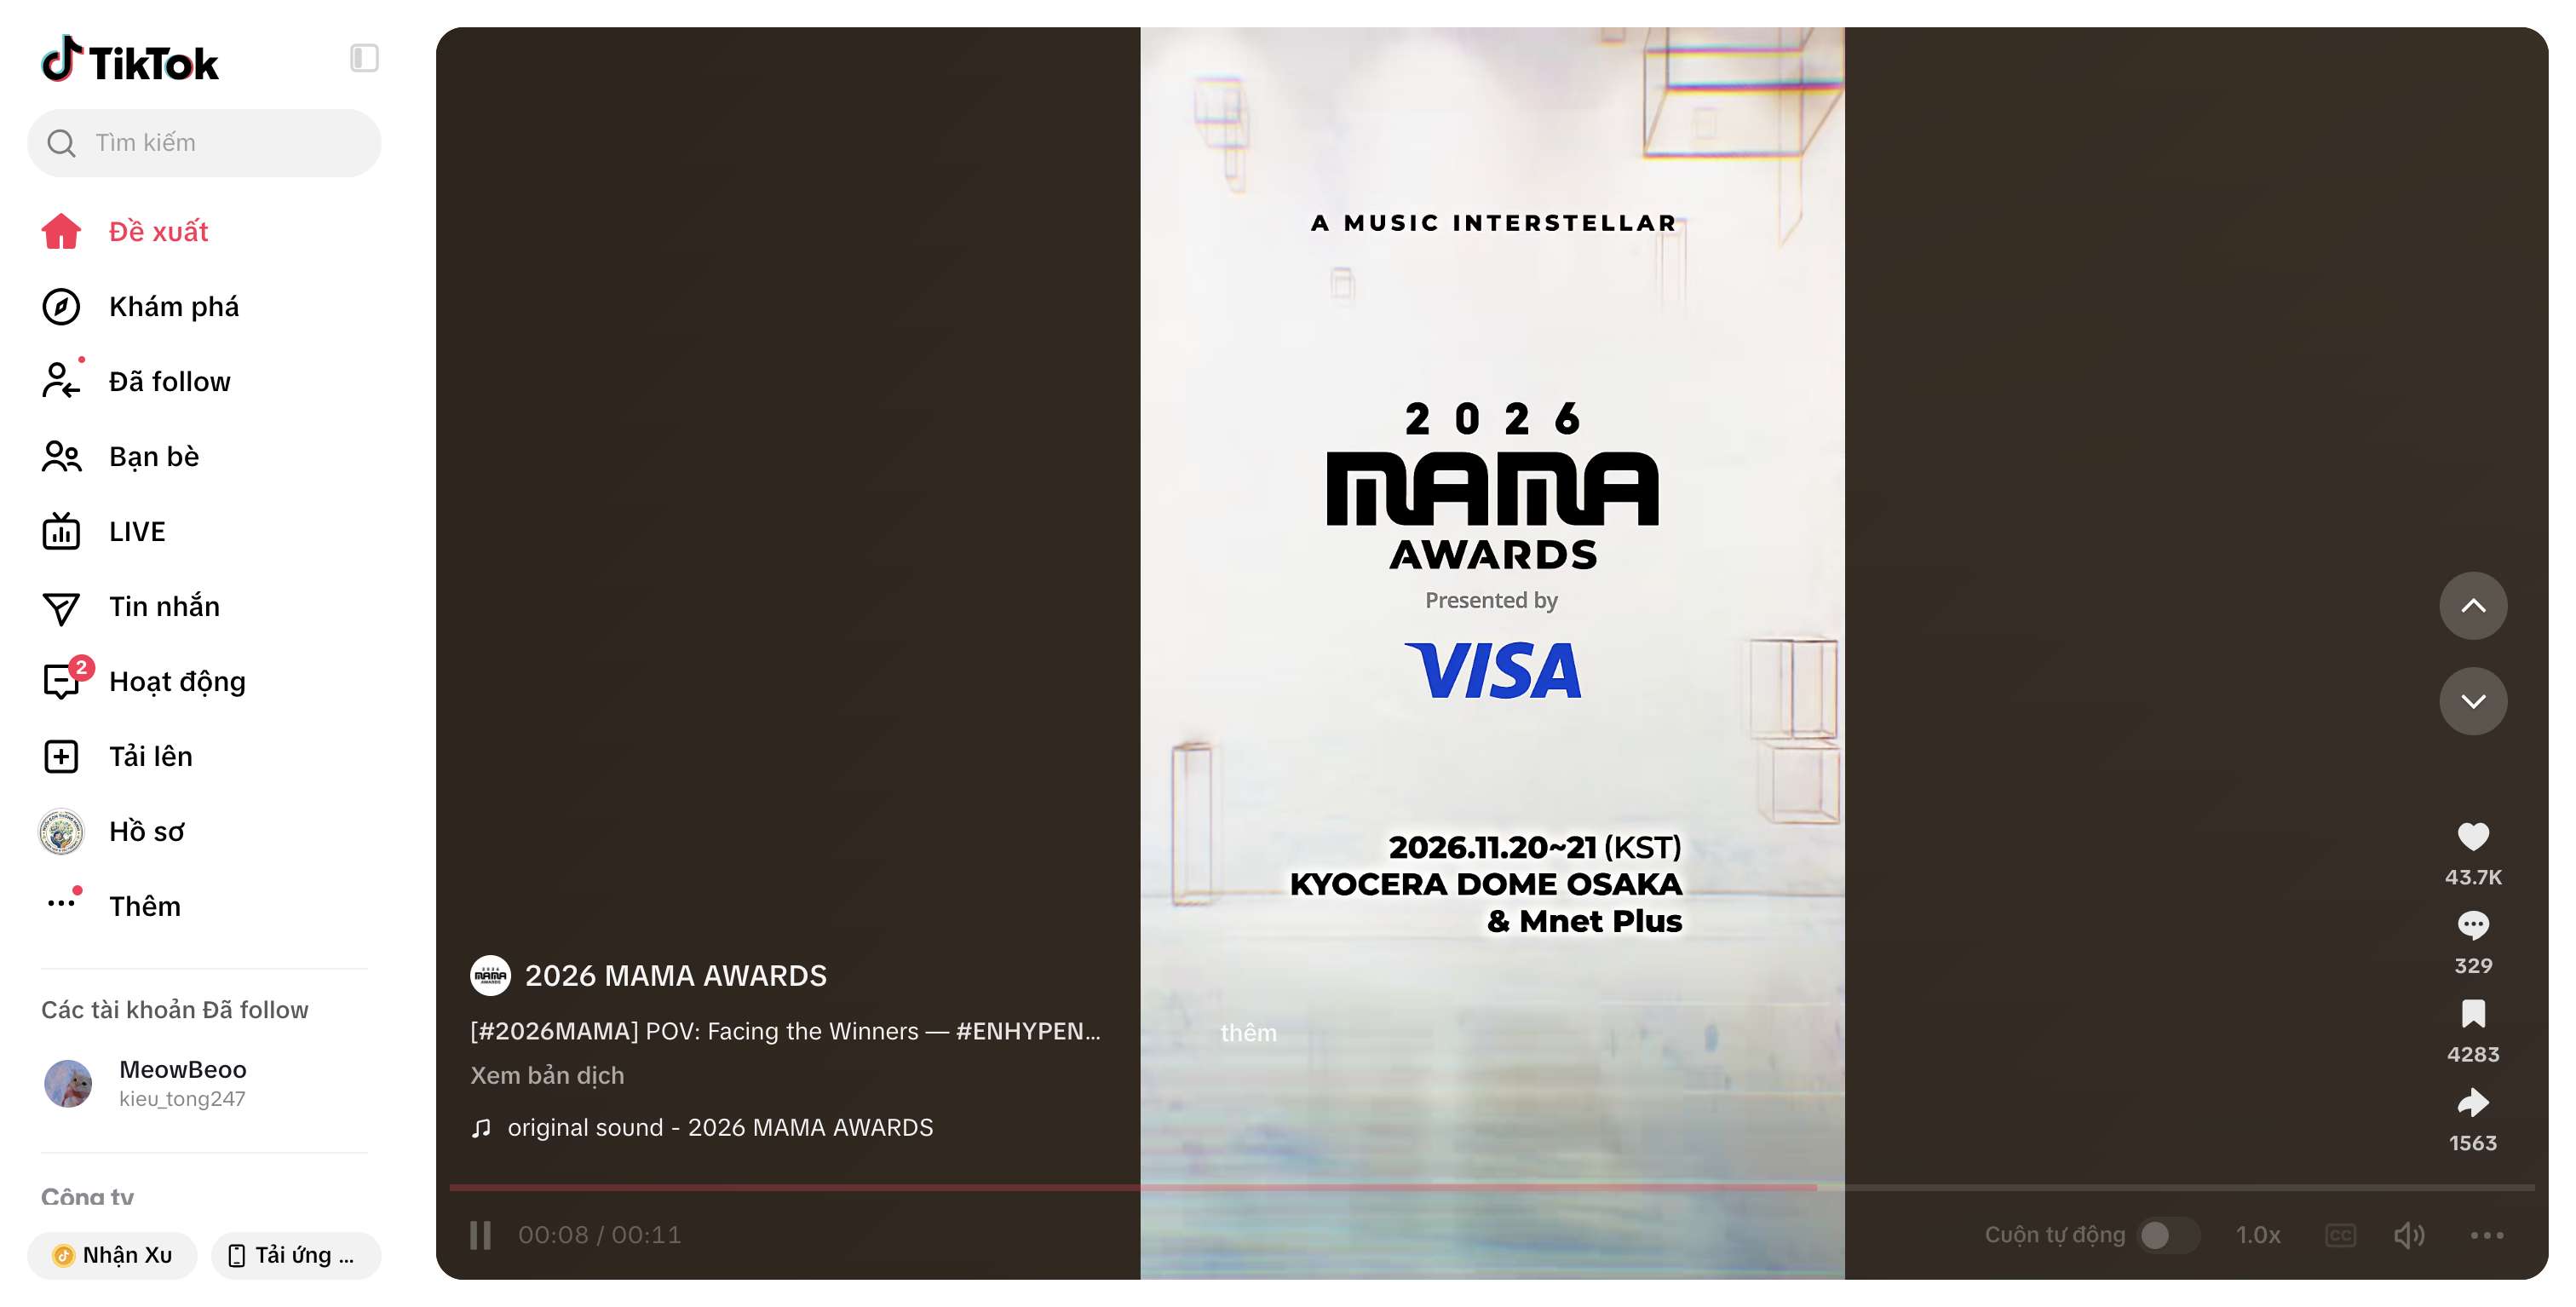 TikTok
Tìm kiếm
Đề xuất
Khám phá
Đã follow
Bạn bè
LIVE
Tin nhắn
2
Hoạt động
Tải lên
Hồ sơ
Thêm
Các tài khoản Đã follow
MeowBeoo
kieu_tong247
Công ty
Nhận Xu
Tải ứng ...
A MUSIC INTERSTELLAR
2026
MAMA
AWARDS
Presented by
VISA
2026.11.20~21 (KST)
KYOCERA DOME OSAKA
& Mnet Plus
2026 MAMA AWARDS
2026 MAMA AWARDS
[#2026MAMA] POV: Facing the Winners — #ENHYPEN...
thêm
Xem bản dịch
original sound - 2026 MAMA AWARDS
00:08 / 00:11
43.7K
329
4283
1563
Cuộn tự động
1.0x
CC